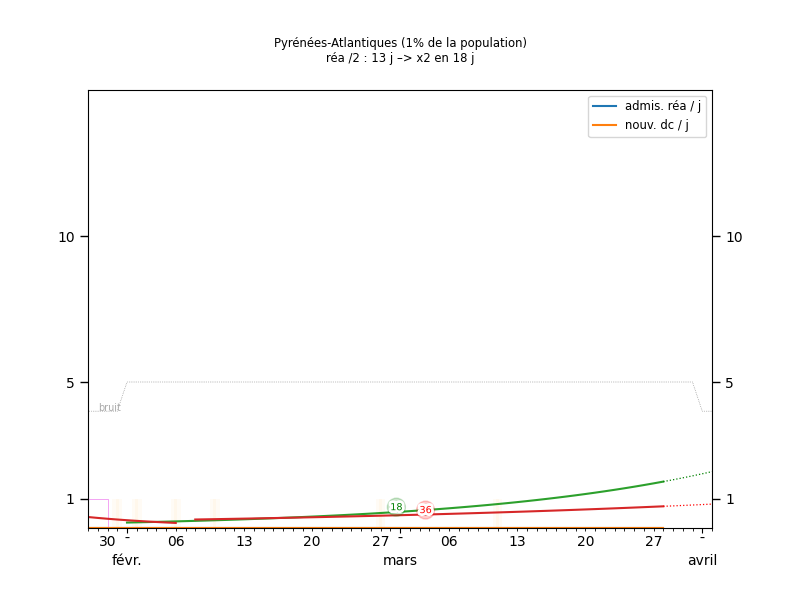 Pyrénées-Atlantiques (1% de la population)
réa /2 : 13 j –> x2 en 18 j
admis. réa / j
nouv. dc / j
10 10
5 5
bruit
1 18 36 1
30 - 06 13 20 27 - 06 13 20 27 -
févr. mars avril